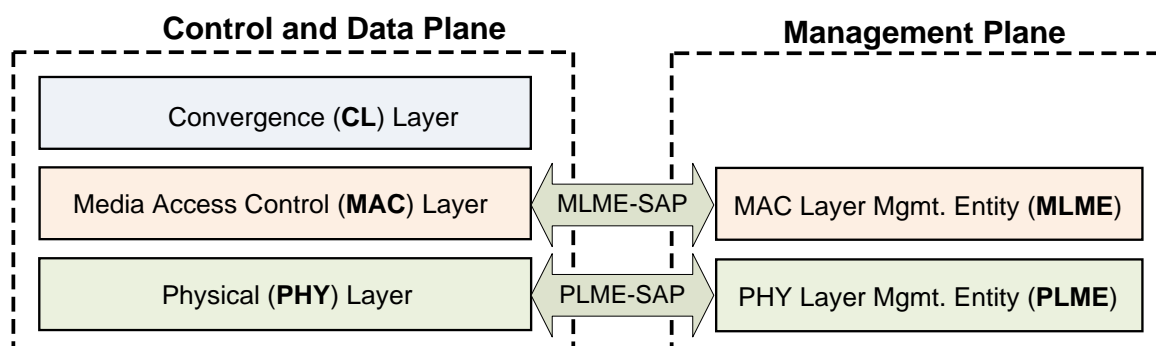 Control and Data Plane
Management Plane
Convergence (CL) Layer
Media Access Control (MAC) Layer
MLME-SAP
MAC Layer Mgmt. Entity (MLME)
Physical (PHY) Layer
PLME-SAP
PHY Layer Mgmt. Entity (PLME)